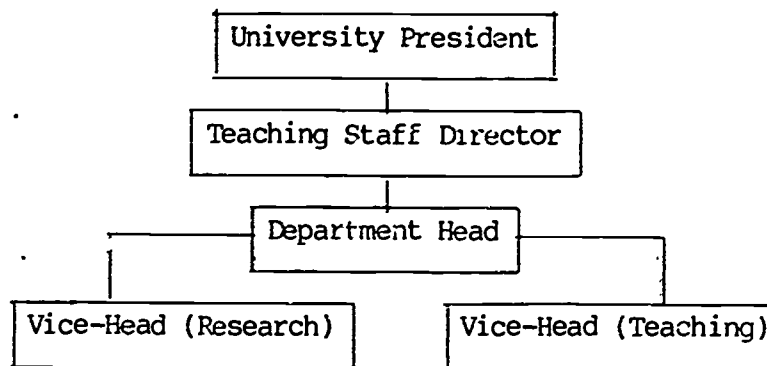 University President
Teaching Staff Director
Department Head
Vice-Head (Research)
Vice-Head (Teaching)